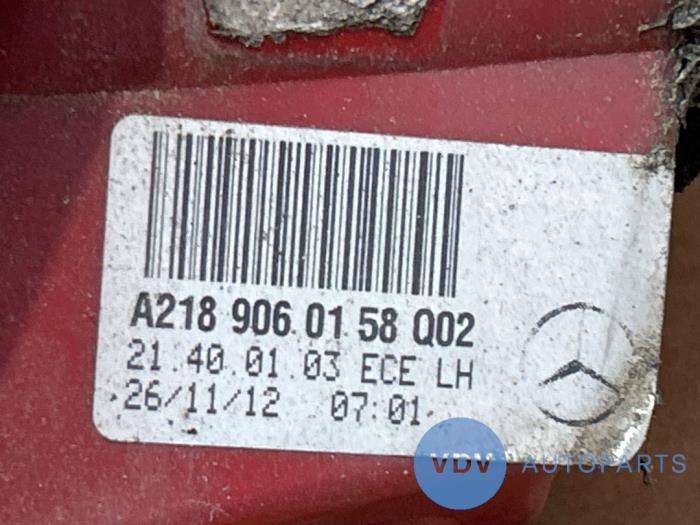 A218 906 01 58 Q02
21.40.01.03 ECE LH
26/11/12 07:01
VDV AUTOPARTS